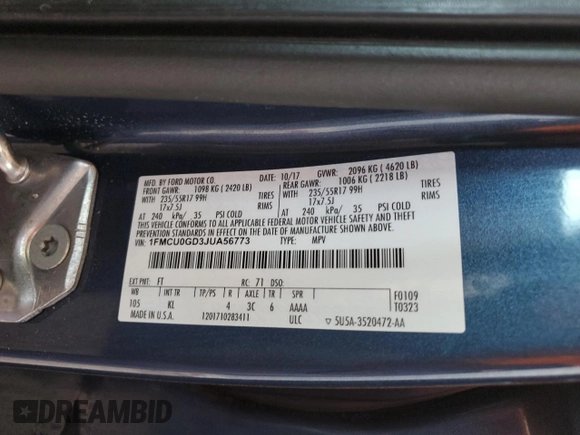 MFD. BY FORD MOTOR CO.
DATE: 10/17 GVWR: 2096 KG ( 4620 LB)
FRONT GAWR: 1098 KG ( 2420 LB) REAR GAWR: 1006 KG ( 2218 LB)
WITH 235/55R17 99H WITH 235/55R17 99H
17x7.5J 17x7.5J
AT 240 kPa/ 35 PSI COLD AT 240 kPa/ 35 PSI COLD
THIS VEHICLE CONFORMS TO ALL APPLICABLE FEDERAL MOTOR VEHICLE SAFETY AND THEFT
PREVENTION STANDARDS IN EFFECT ON THE DATE OF MANUFACTURE SHOWN ABOVE.
VIN: 1FMCU0GD3JUA56773 TYPE: MPV
EXT PNT: FT RC: 71 DSO:
WB INT TR TP/PS R AXLE TR SPR F0109
105 KL 4 3C 6 AAAA T0323
MADE IN U.S.A. 1201710283411 ULC 5U5A-3520472-AA
DREAMBID.COM